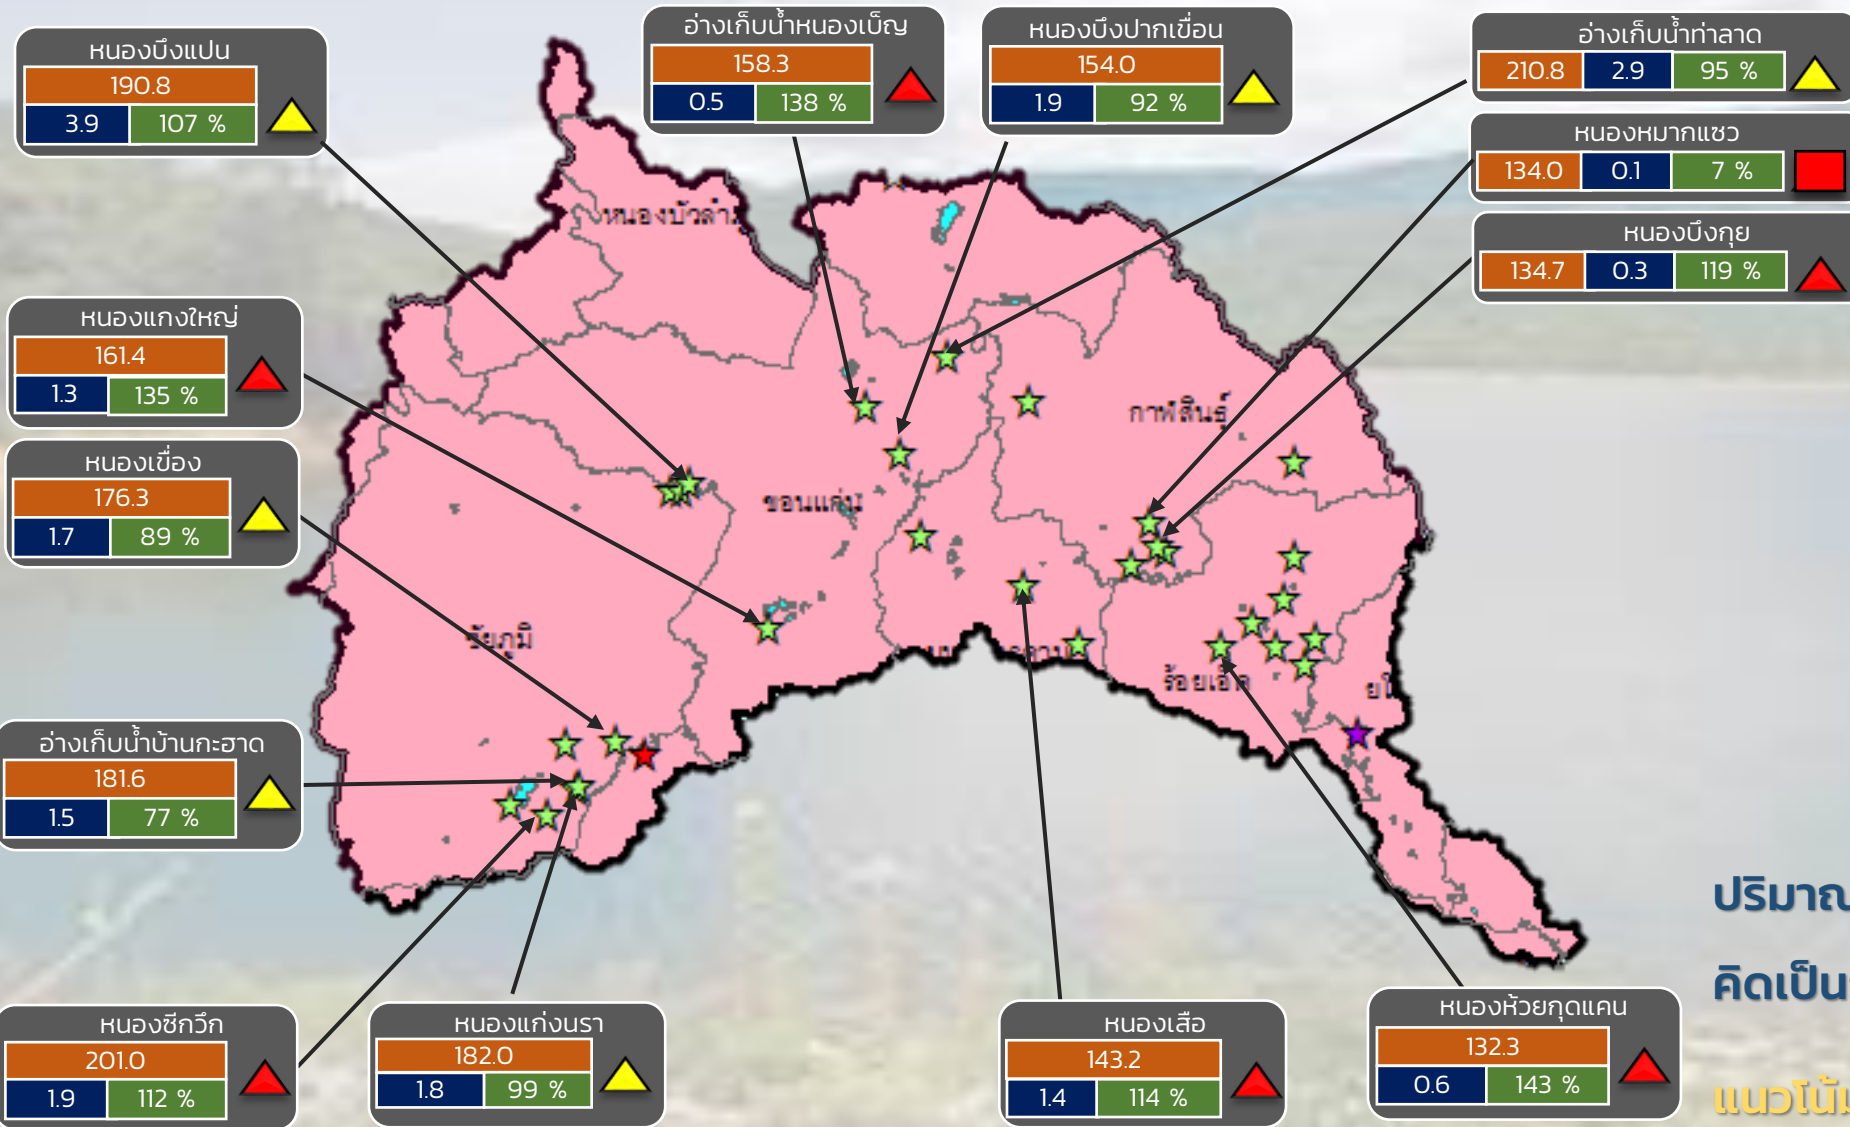 หนองบึงแปน
190.8
3.9 107 %
อ่างเก็บน้ำหนองเบ็ญ
158.3
0.5 138 %
หนองบึงปากเขื่อน
154.0
1.9 92 %
อ่างเก็บน้ำท่าลาด
210.8 2.9 95 %
หนองหมากแซว
134.0 0.1 7 %
หนองบึงกุย
134.7 0.3 119 %
หนองแกงใหญ่
161.4
1.3 135 %
หนองเขื่อง
176.3
1.7 89 %
อ่างเก็บน้ำบ้านกะฮาด
181.6
1.5 77 %
หนองซีกวึก
201.0
1.9 112 %
หนองแก่งนรา
182.0
1.8 99 %
หนองเสือ
143.2
1.4 114 %
หนองห้วยกุดแคน
132.3
0.6 143 %
หนองบัวลำ
กาฬสินธุ์
ขอนแก่น
ชัยภูมิ
ร้อยเอ็ด
ปริมาณ
คิดเป็น
แนวโน้ม